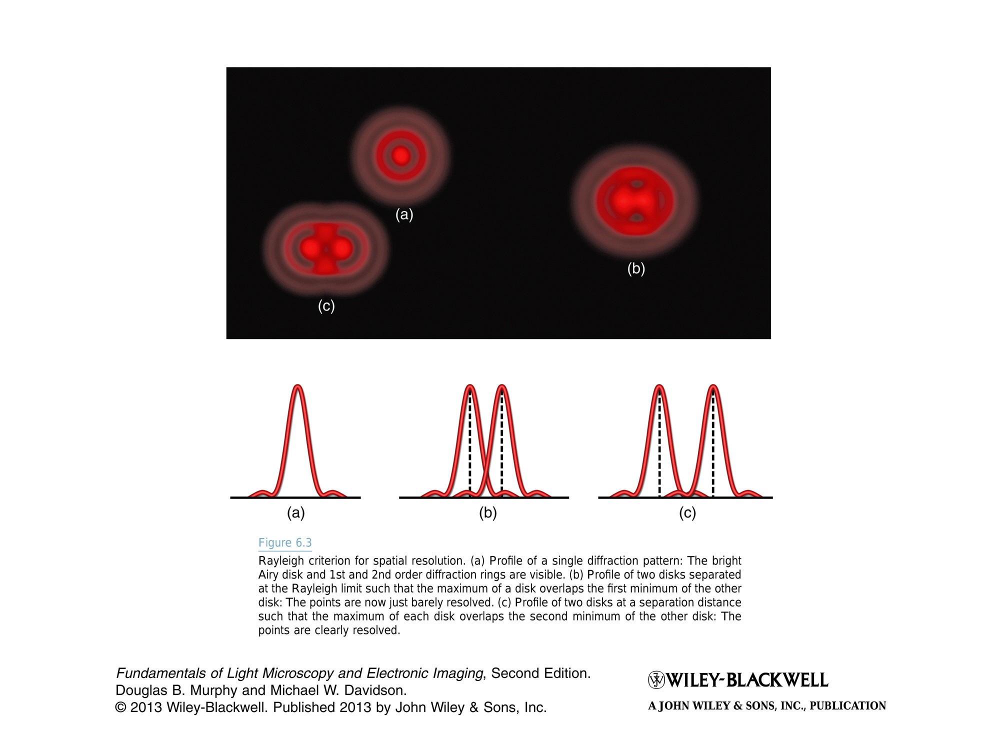 (a)
(b)
(c)
(a)
(b)
(c)
Figure 6.3
Rayleigh criterion for spatial resolution. (a) Profile of a single diffraction pattern: The bright
Airy disk and 1st and 2nd order diffraction rings are visible. (b) Profile of two disks separated
at the Rayleigh limit such that the maximum of a disk overlaps the first minimum of the other
disk: The points are now just barely resolved. (c) Profile of two disks at a separation distance
such that the maximum of each disk overlaps the second minimum of the other disk: The
points are clearly resolved.
Fundamentals of Light Microscopy and Electronic Imaging, Second Edition.
Douglas B. Murphy and Michael W. Davidson.
© 2013 Wiley-Blackwell. Published 2013 by John Wiley & Sons, Inc.
WILEY-BLACKWELL
A JOHN WILEY & SONS, INC., PUBLICATION